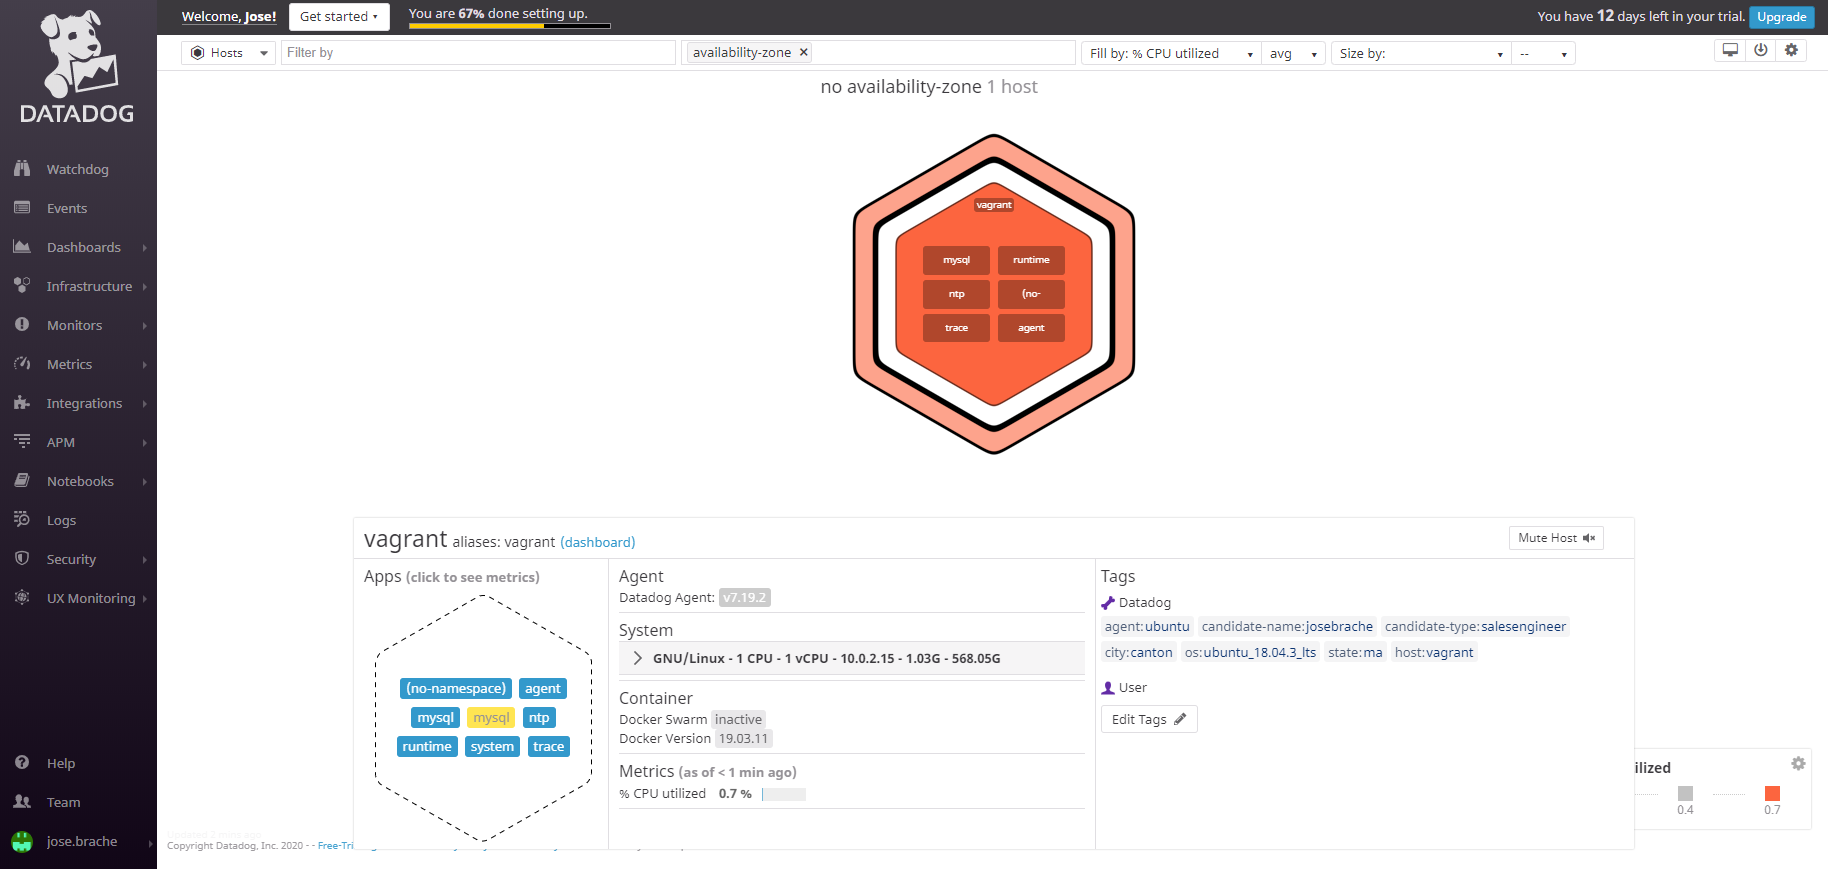 DATADOG
Welcome, Jose!
Get started
You are 67% done setting up.
You have 12 days left in your trial.
Upgrade
Hosts
Filter by
availability-zone ×
Fill by: % CPU utilized
avg
Size by:
--
Watchdog
Events
Dashboards
Infrastructure
Monitors
Metrics
Integrations
APM
Notebooks
Logs
Security
UX Monitoring
Help
Team
jose.brache
no availability-zone 1 host
vagrant
mysql runtime
ntp (no-
trace agent
vagrant aliases: vagrant (dashboard)
Mute Host
Apps (click to see metrics)
(no-namespace) agent
mysql mysql ntp
runtime system trace
Agent
Datadog Agent: v7.19.2
System
GNU/Linux - 1 CPU - 1 vCPU - 10.0.2.15 - 1.03G - 568.05G
Container
Docker Swarm inactive
Docker Version 19.03.11
Metrics (as of < 1 min ago)
% CPU utilized 0.7 %
Tags
Datadog
agent:ubuntu candidate-name:josebrache candidate-type:salesengineer
city:canton os:ubuntu_18.04.3_lts state:ma host:vagrant
User
Edit Tags
ilized
0.4 0.7
Updated 2 mins ago
Copyright Datadog, Inc. 2020 - - Free-Tri